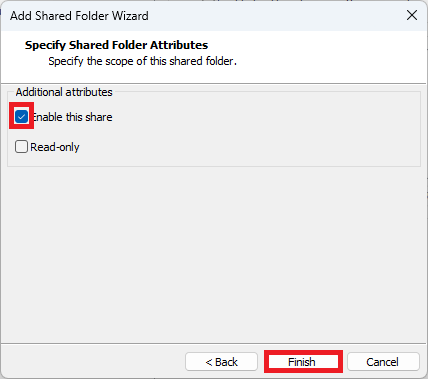 Add Shared Folder Wizard
Specify Shared Folder Attributes
Specify the scope of this shared folder.
Additional attributes
Enable this share
Read-only
< Back
Finish
Cancel